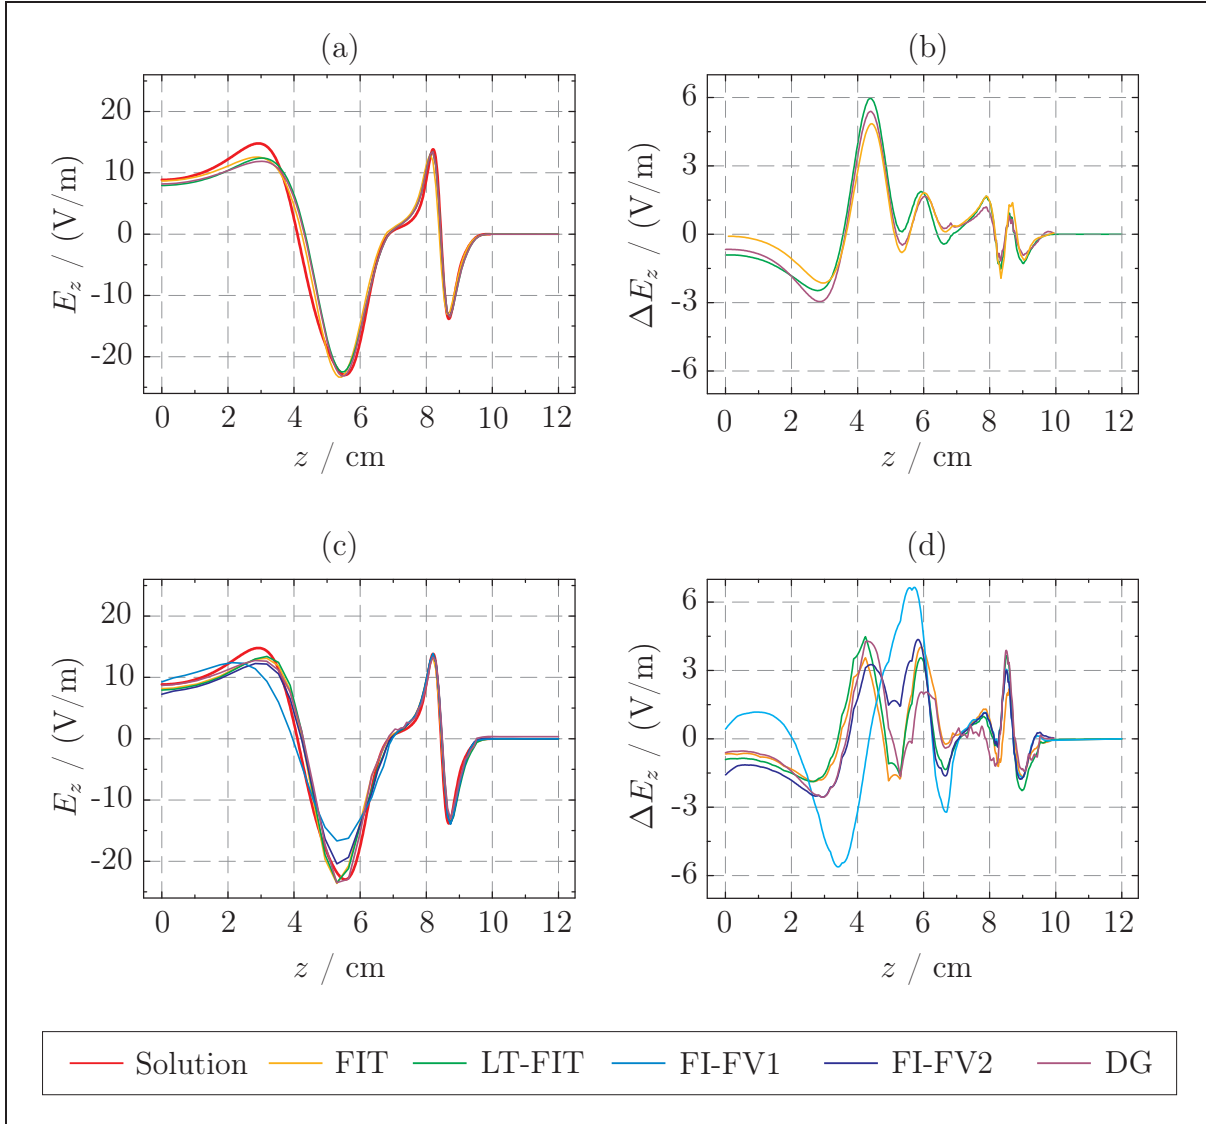 (a)
20
10
0
-10
-20
E_z / (V/m)
0 2 4 6 8 10 12
z / cm
(b)
6
3
0
-3
-6
ΔE_z / (V/m)
0 2 4 6 8 10 12
z / cm
(c)
20
10
0
-10
-20
E_z / (V/m)
0 2 4 6 8 10 12
z / cm
(d)
6
3
0
-3
-6
ΔE_z / (V/m)
0 2 4 6 8 10 12
z / cm
Solution FIT LT-FIT FI-FV1 FI-FV2 DG